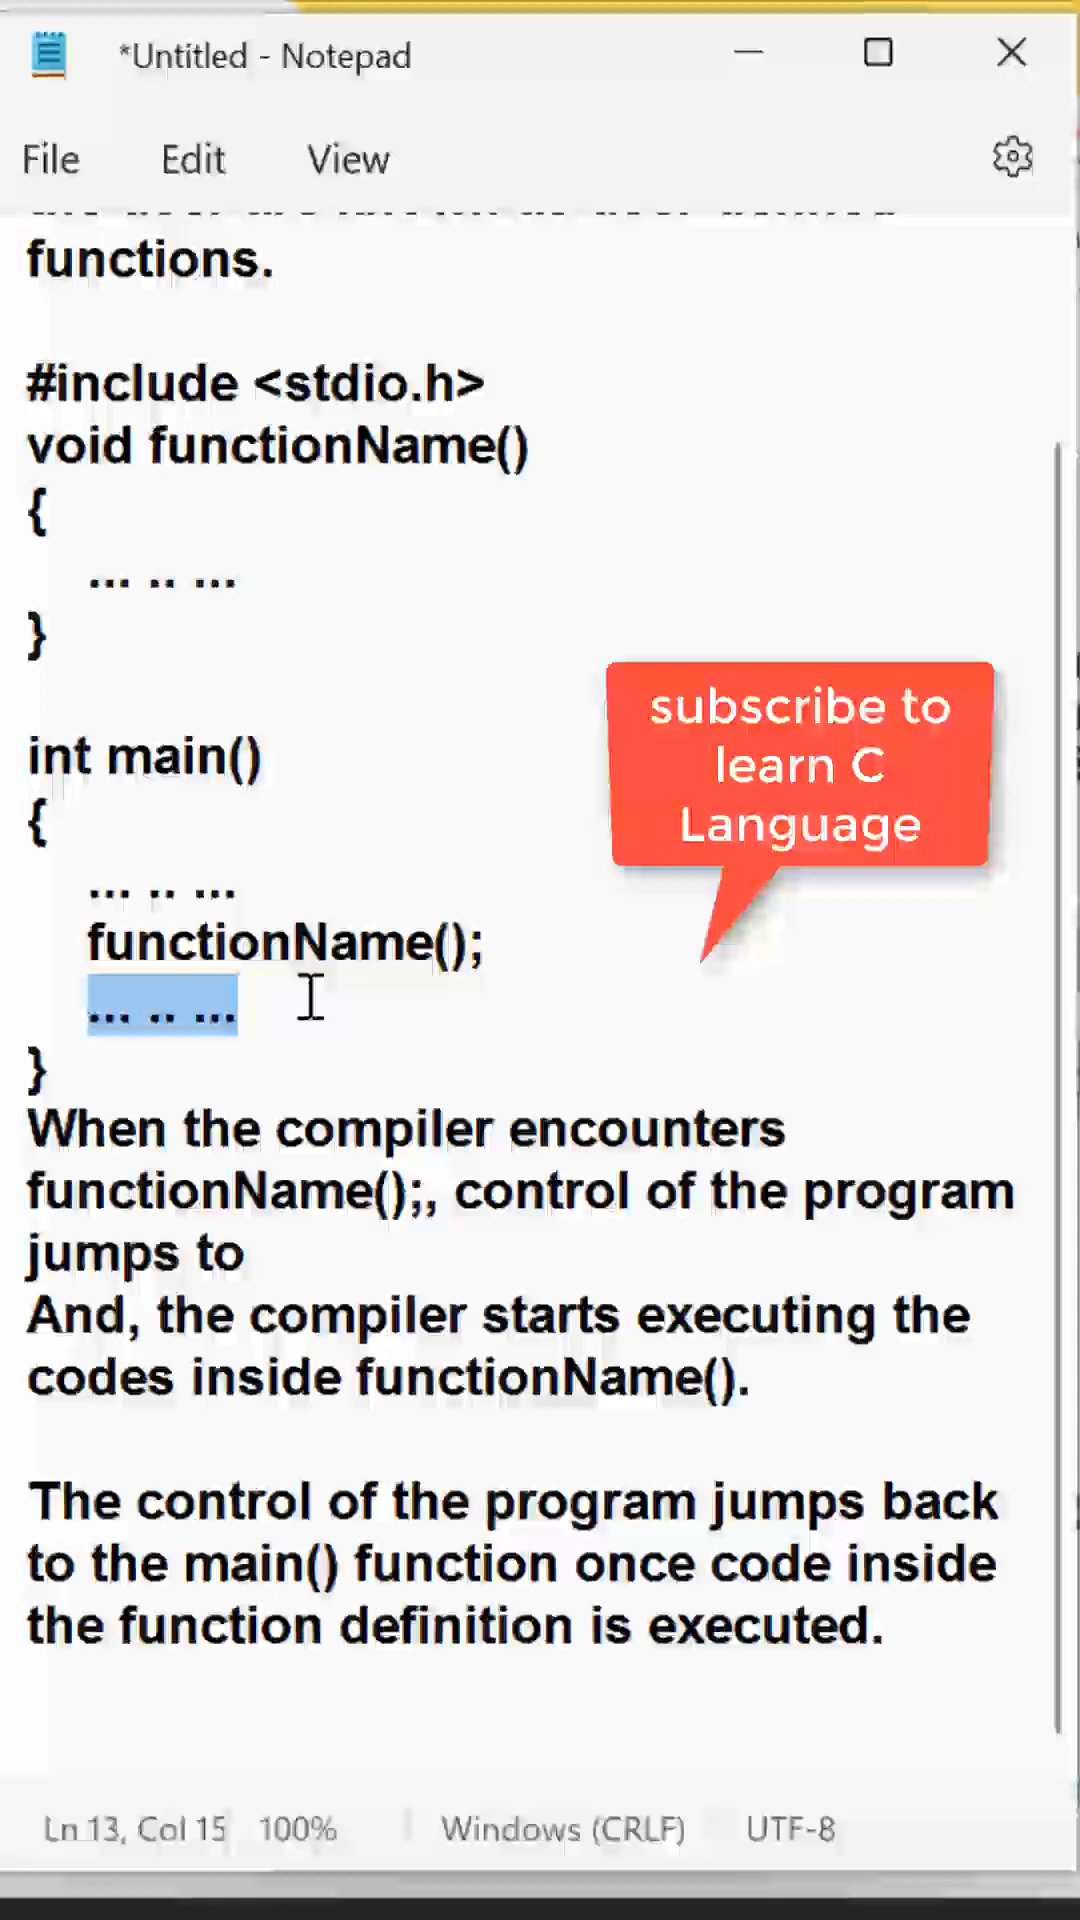 *Untitled - Notepad
File Edit View
functions.
#include <stdio.h>
void functionName()
{
... .. ...
}
int main()
{
... .. ...
functionName();
... .. ...
}
subscribe to
learn C
Language
When the compiler encounters
functionName();, control of the program
jumps to
And, the compiler starts executing the
codes inside functionName().
The control of the program jumps back
to the main() function once code inside
the function definition is executed.
Ln 13, Col 15 100% Windows (CRLF) UTF-8